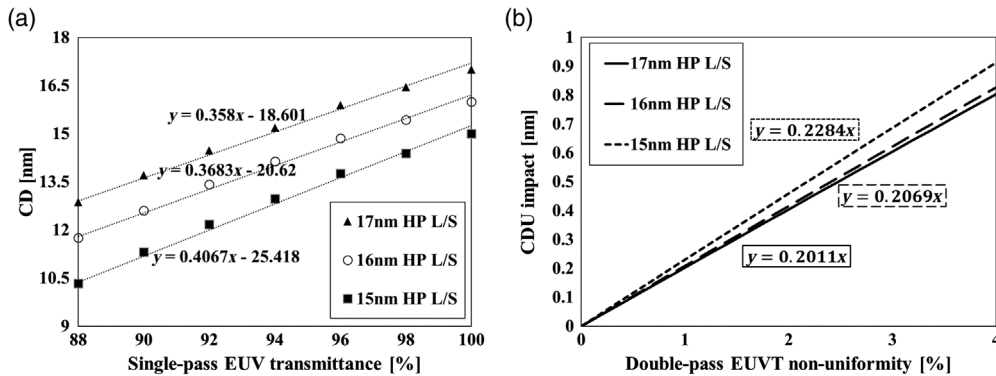 (a)
18
16.5
15
13.5
12
10.5
9
CD [nm]
y = 0.358x - 18.601
y = 0.3683x - 20.62
y = 0.4067x - 25.418
17nm HP L/S
16nm HP L/S
15nm HP L/S
88 90 92 94 96 98 100
Single-pass EUV transmittance [%]
(b)
1
0.9
0.8
0.7
0.6
0.5
0.4
0.3
0.2
0.1
0
CDU impact [nm]
17nm HP L/S
16nm HP L/S
15nm HP L/S
y = 0.2284x
y = 0.2069x
y = 0.2011x
0 1 2 3 4
Double-pass EUVT non-uniformity [%]